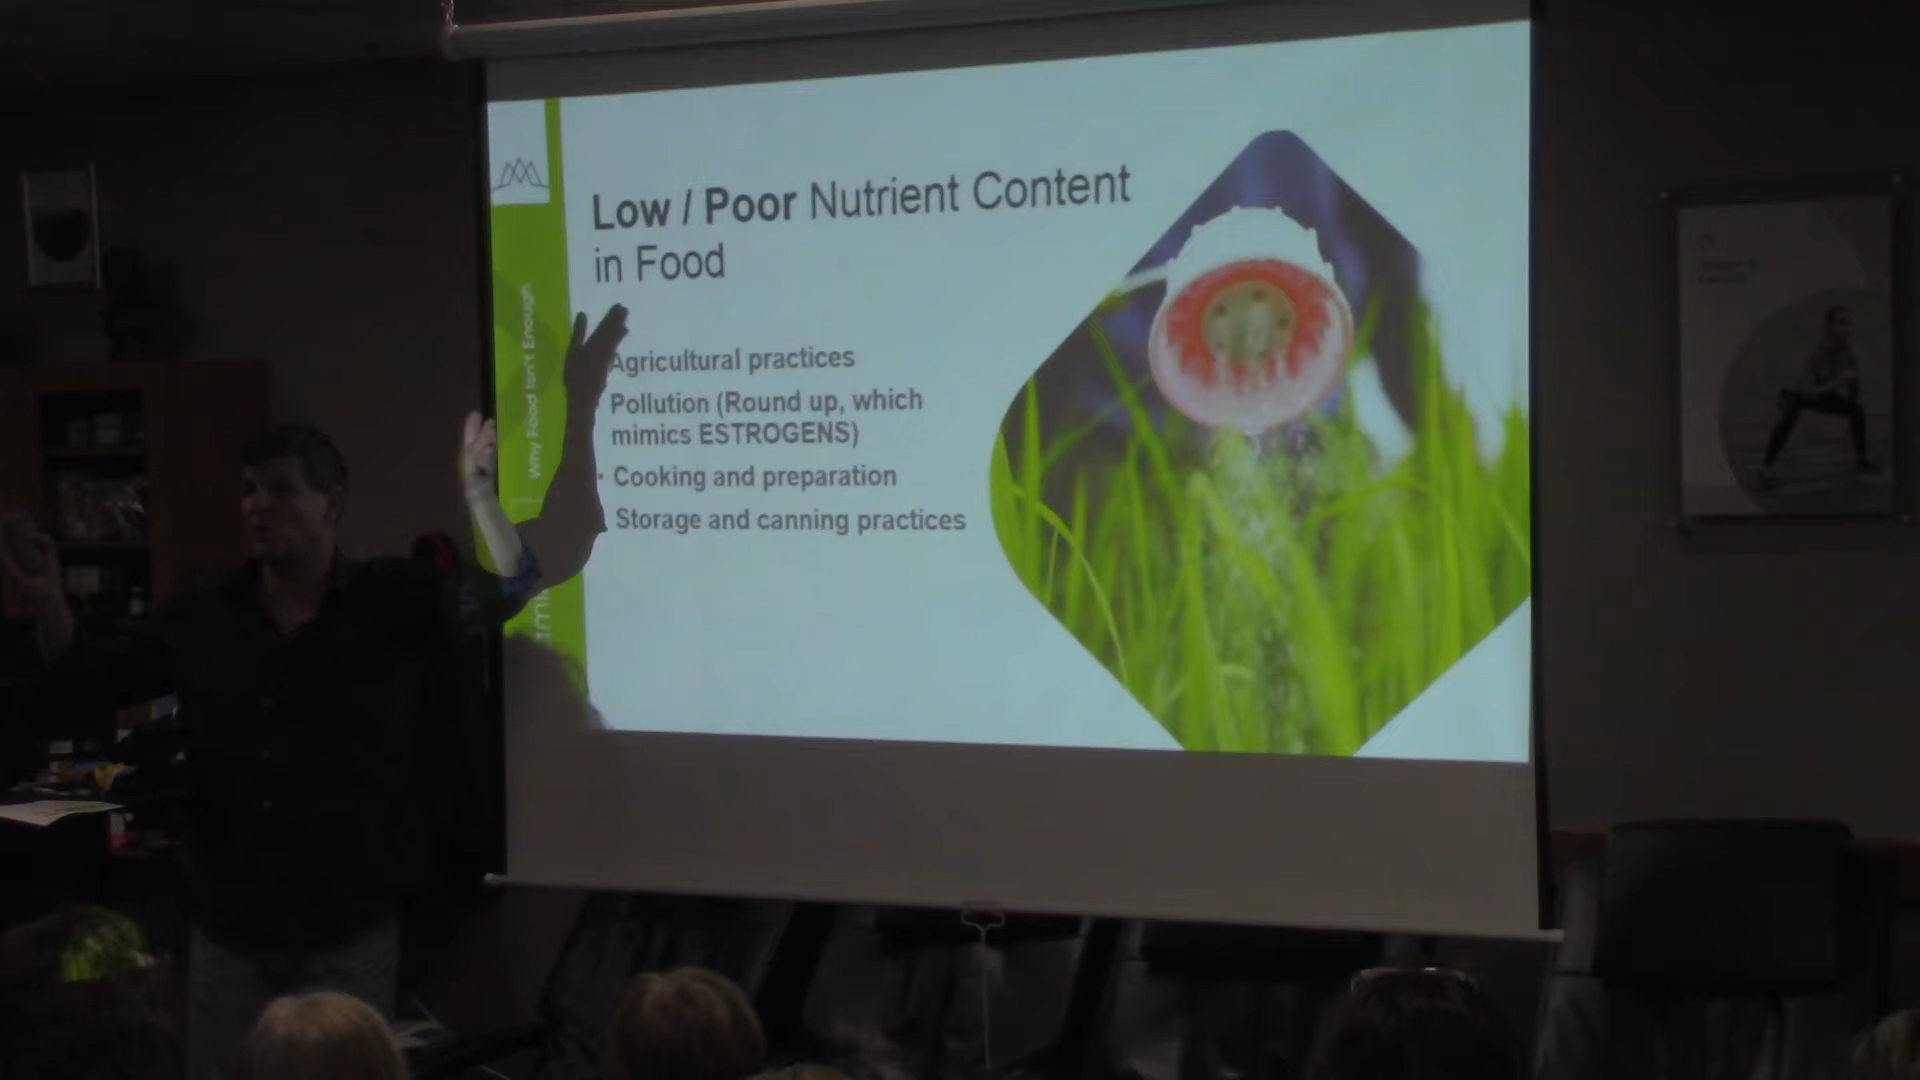 Low / Poor Nutrient Content
in Food
Agricultural practices
Pollution (Round up, which
mimics ESTROGENS)
· Cooking and preparation
Storage and canning practices
Why Food Isn't Enough